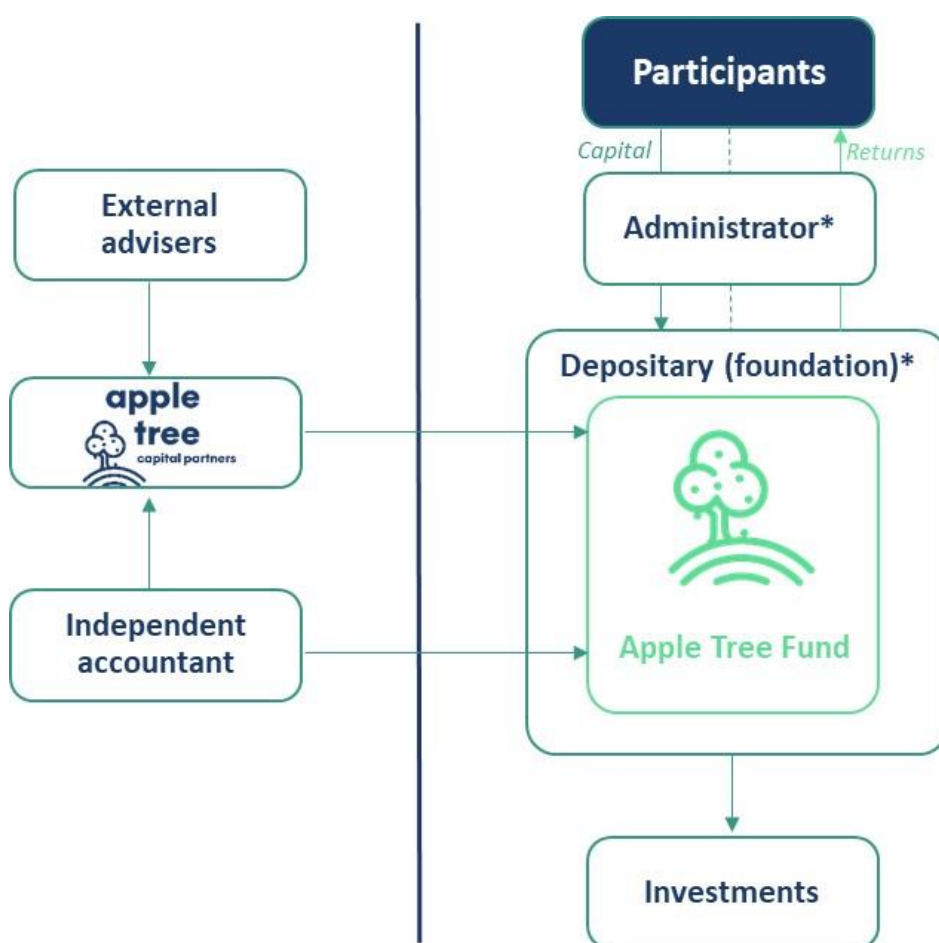 Participants
Capital
Returns
Administrator*
Depositary (foundation)*
Apple Tree Fund
Investments
External
advisers
apple
tree
capital partners
Independent
accountant